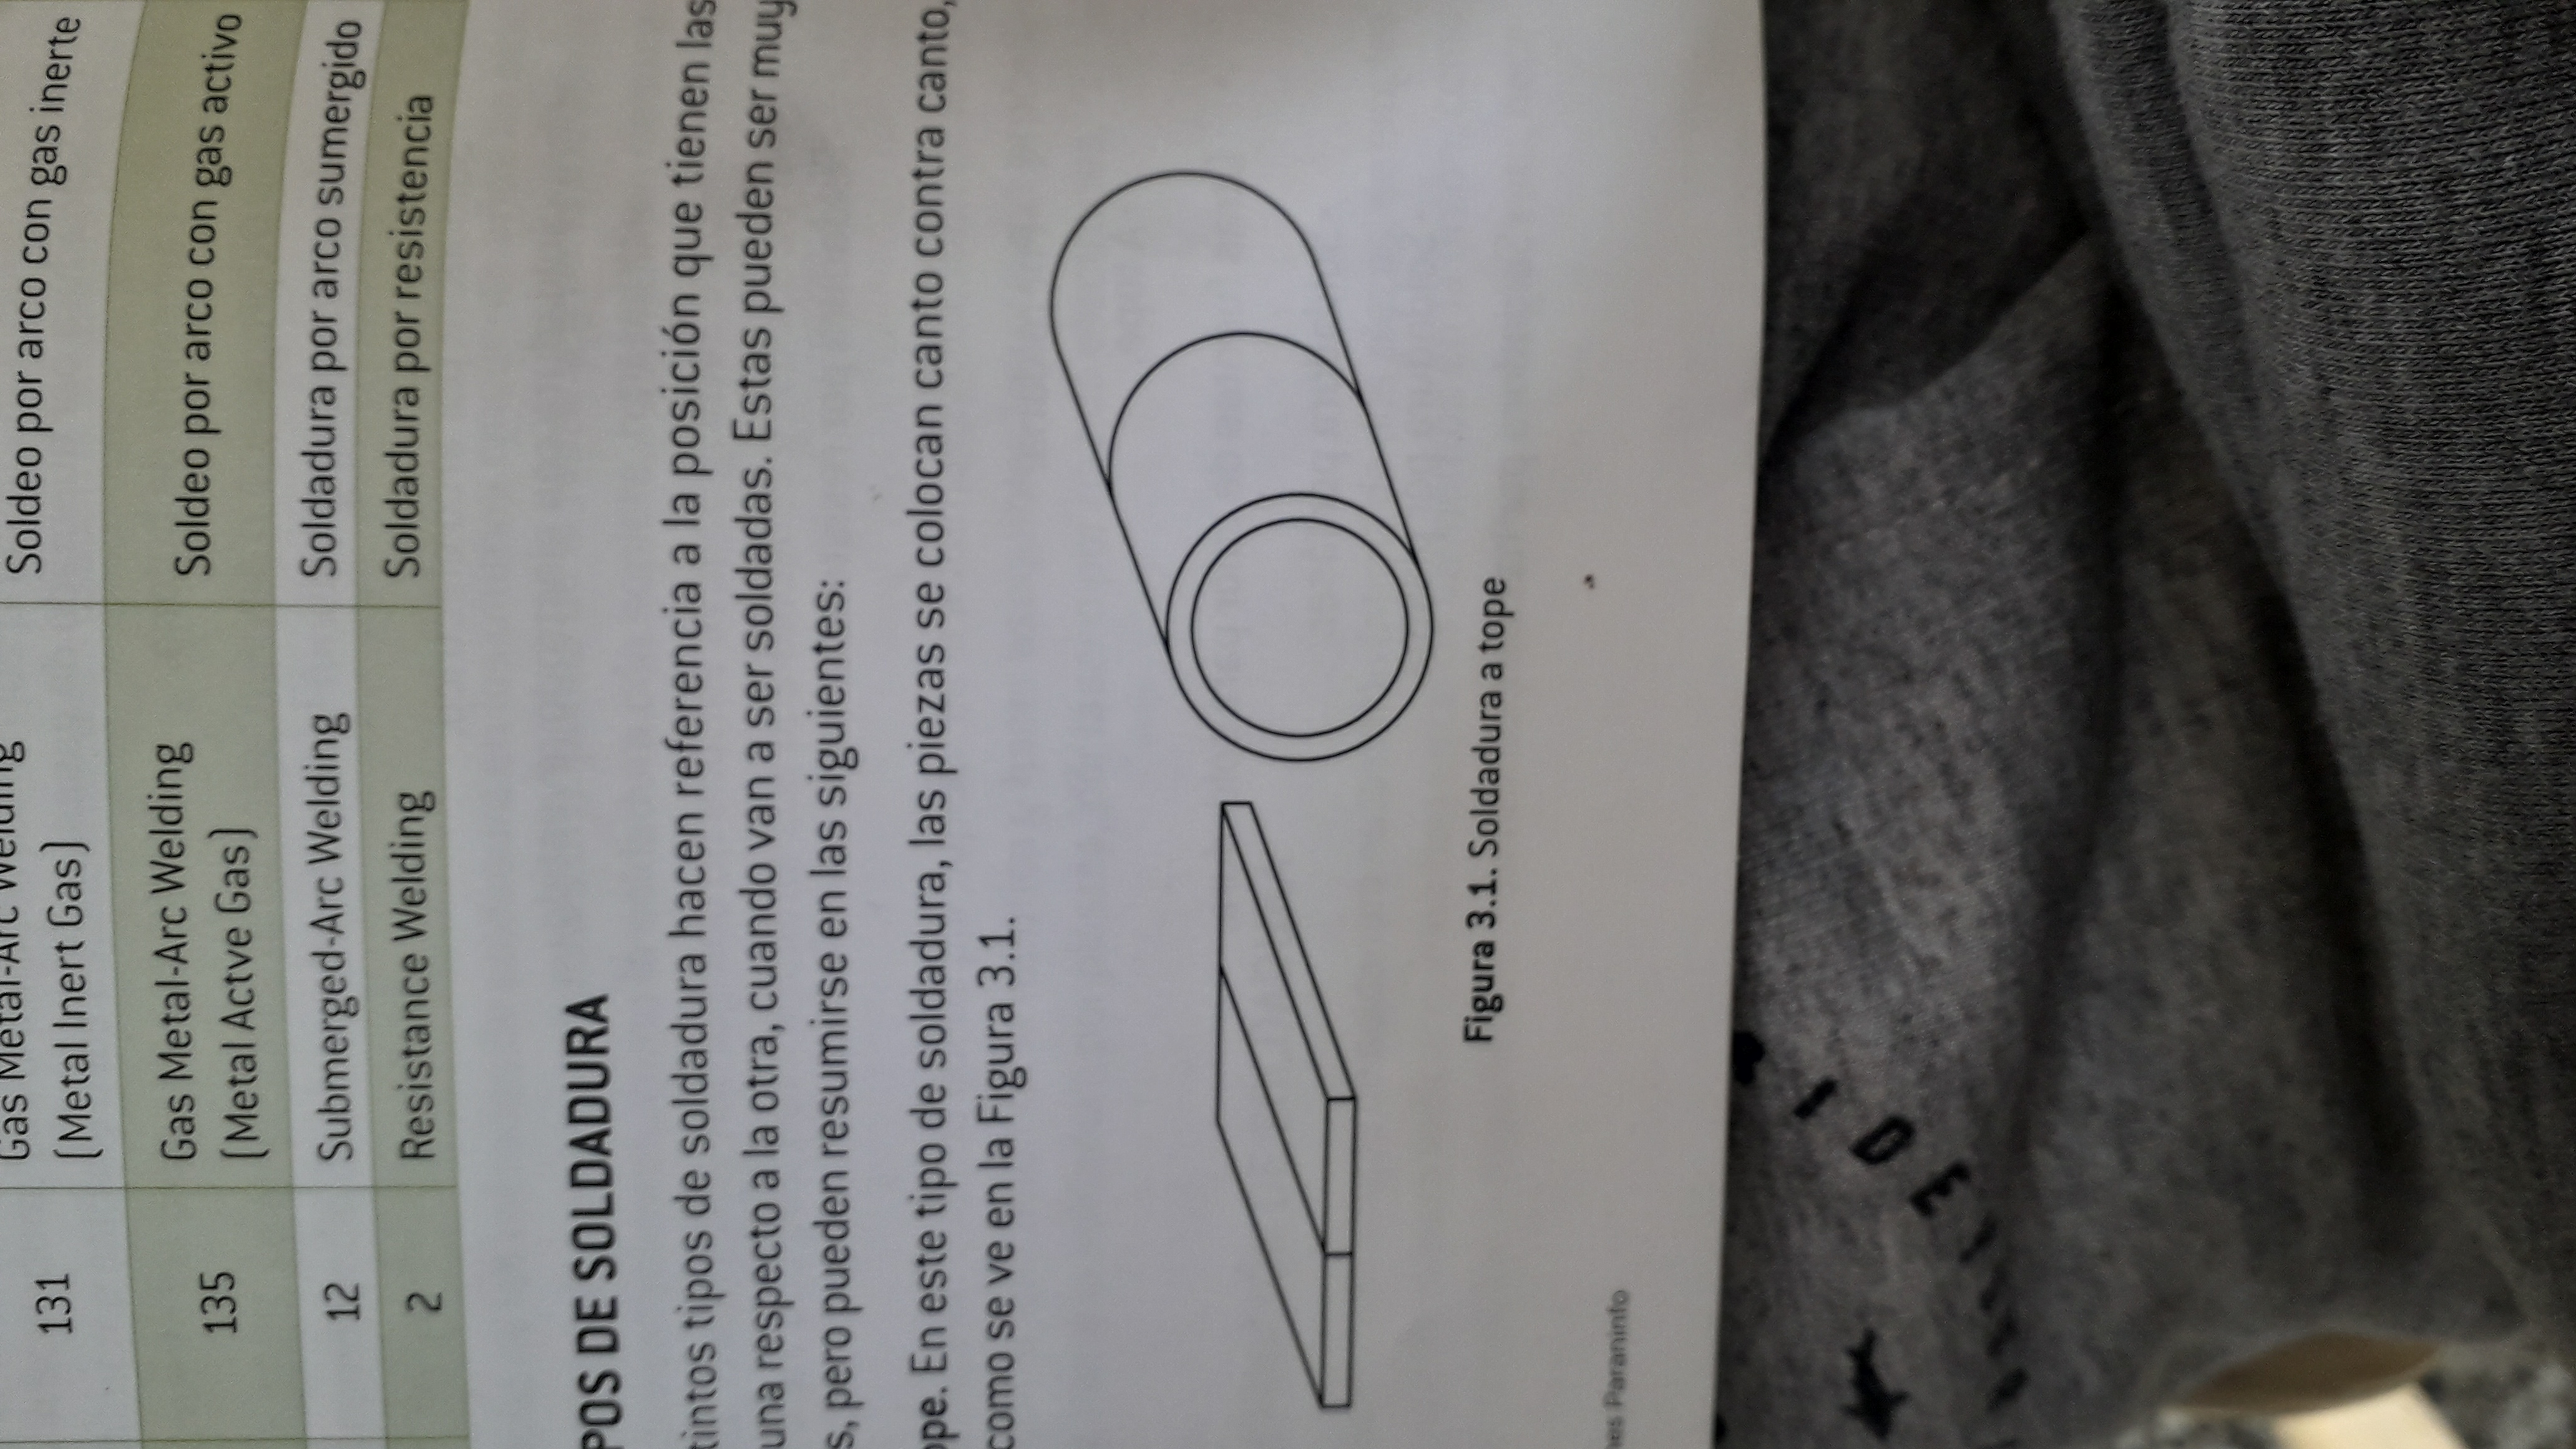 131
Gas Metal-Arc Welding
(Metal Inert Gas)
Soldeo por arco con gas inerte
135
Gas Metal-Arc Welding
(Metal Actve Gas)
Soldeo por arco con gas activo
12
Submerged-Arc Welding
Soldadura por arco sumergido
2
Resistance Welding
Soldadura por resistencia
POS DE SOLDADURA
tintos tipos de soldadura hacen referencia a la posición que tienen las
una respecto a la otra, cuando van a ser soldadas. Estas pueden ser muy
s, pero pueden resumirse en las siguientes:
ope. En este tipo de soldadura, las piezas se colocan canto contra canto,
como se ve en la Figura 3.1.
Figura 3.1. Soldadura a tope
nes Paraninfo